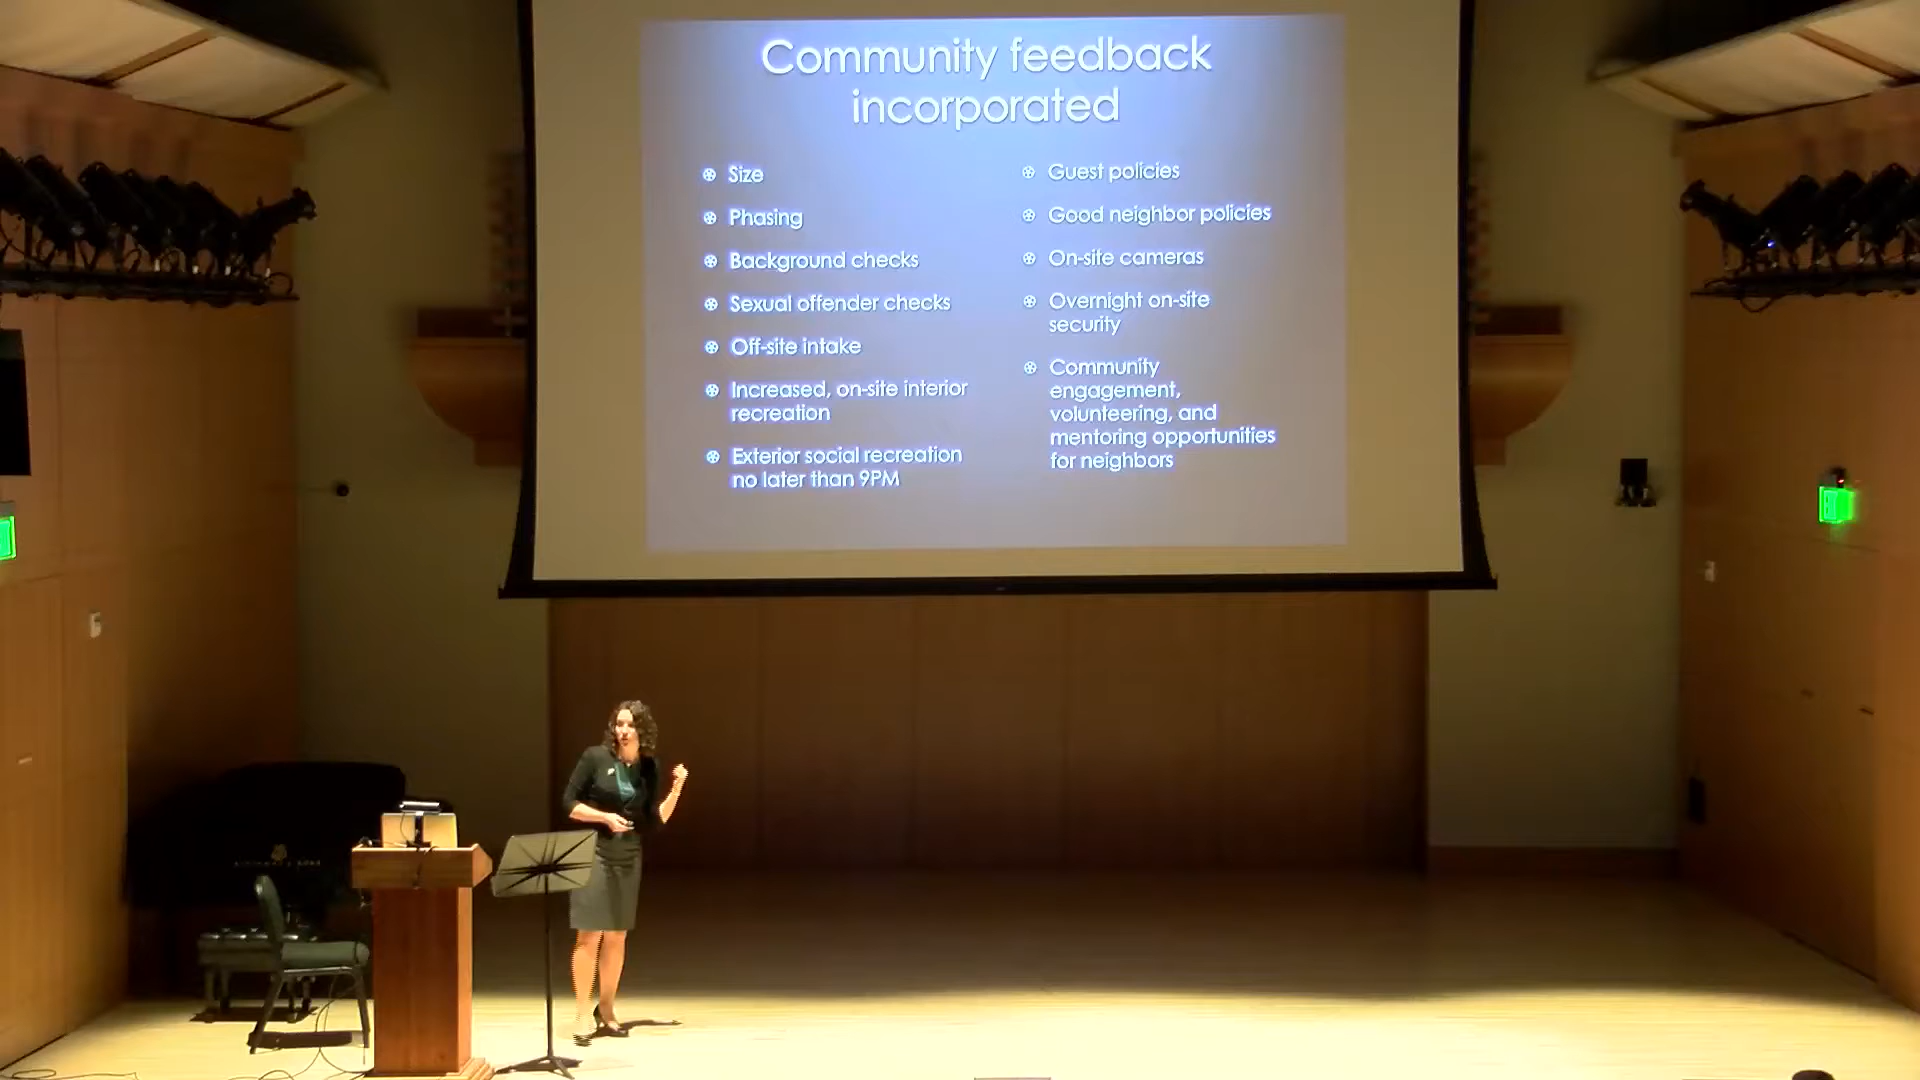 Community feedback
incorporated
Size
Phasing
Background checks
Sexual offender checks
Off-site intake
Increased, on-site interior
recreation
Exterior social recreation
no later than 9PM
Guest policies
Good neighbor policies
On-site cameras
Overnight on-site
security
Community
engagement,
volunteering, and
mentoring opportunities
for neighbors